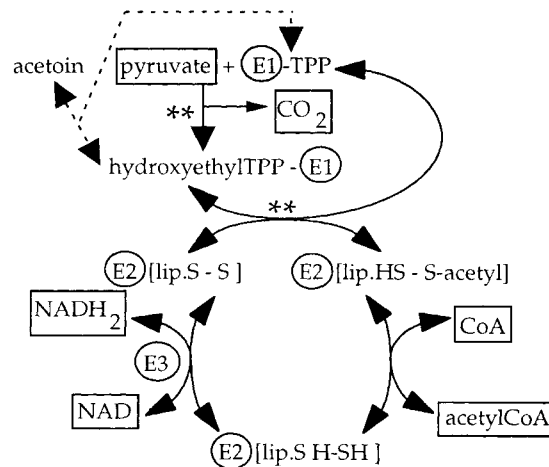 acetoin
pyruvate + E1 -TPP
** CO2
hydroxyethylTPP - E1
**
E2 [lip.S - S ] E2 [lip.HS - S-acetyl]
NADH2 CoA
E3
NAD acetylCoA
E2 [lip.S H-SH ]